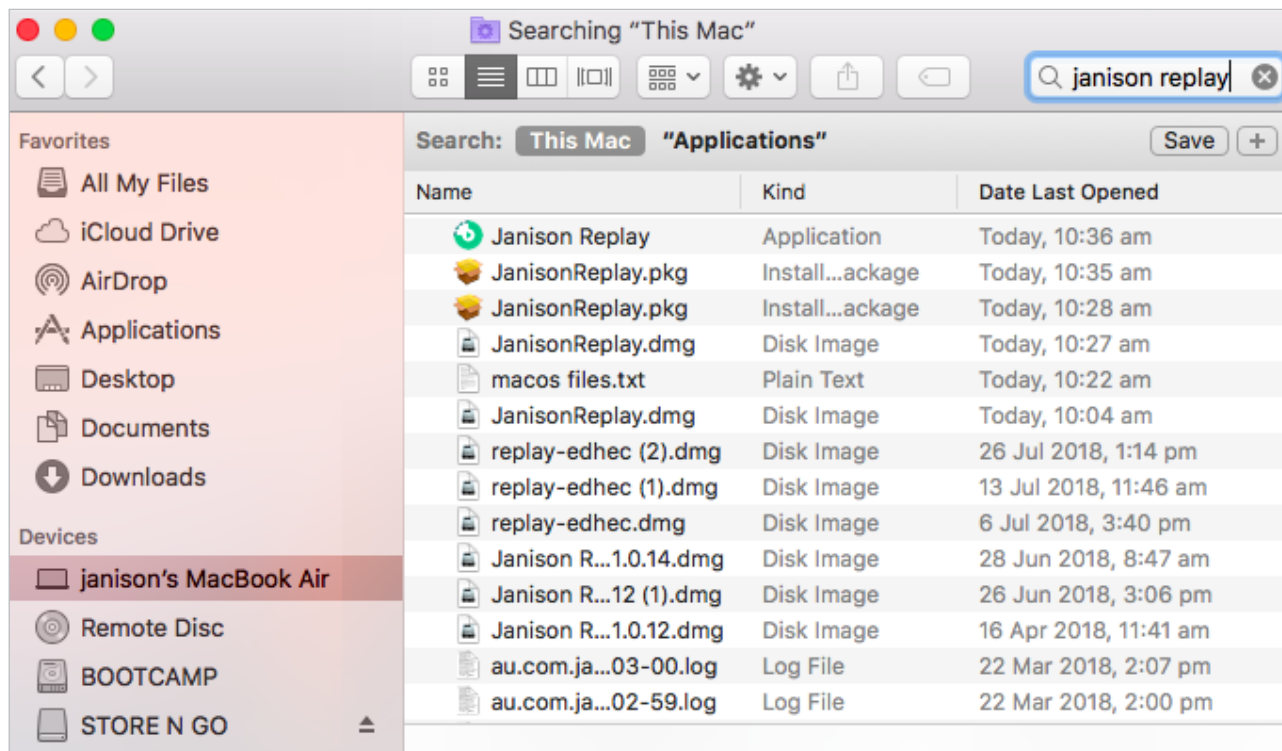 Searching “This Mac”
janison replay
Favorites
All My Files
iCloud Drive
AirDrop
Applications
Desktop
Documents
Downloads
Devices
janison’s MacBook Air
Remote Disc
BOOTCAMP
STORE N GO
Search: This Mac “Applications” Save +
Name Kind Date Last Opened
Janison Replay Application Today, 10:36 am
JanisonReplay.pkg Install...ackage Today, 10:35 am
JanisonReplay.pkg Install...ackage Today, 10:28 am
JanisonReplay.dmg Disk Image Today, 10:27 am
macos files.txt Plain Text Today, 10:22 am
JanisonReplay.dmg Disk Image Today, 10:04 am
replay-edhec (2).dmg Disk Image 26 Jul 2018, 1:14 pm
replay-edhec (1).dmg Disk Image 13 Jul 2018, 11:46 am
replay-edhec.dmg Disk Image 6 Jul 2018, 3:40 pm
Janison R...1.0.14.dmg Disk Image 28 Jun 2018, 8:47 am
Janison R...12 (1).dmg Disk Image 26 Jun 2018, 3:06 pm
Janison R...1.0.12.dmg Disk Image 16 Apr 2018, 11:41 am
au.com.ja...03-00.log Log File 22 Mar 2018, 2:07 pm
au.com.ja...02-59.log Log File 22 Mar 2018, 2:00 pm